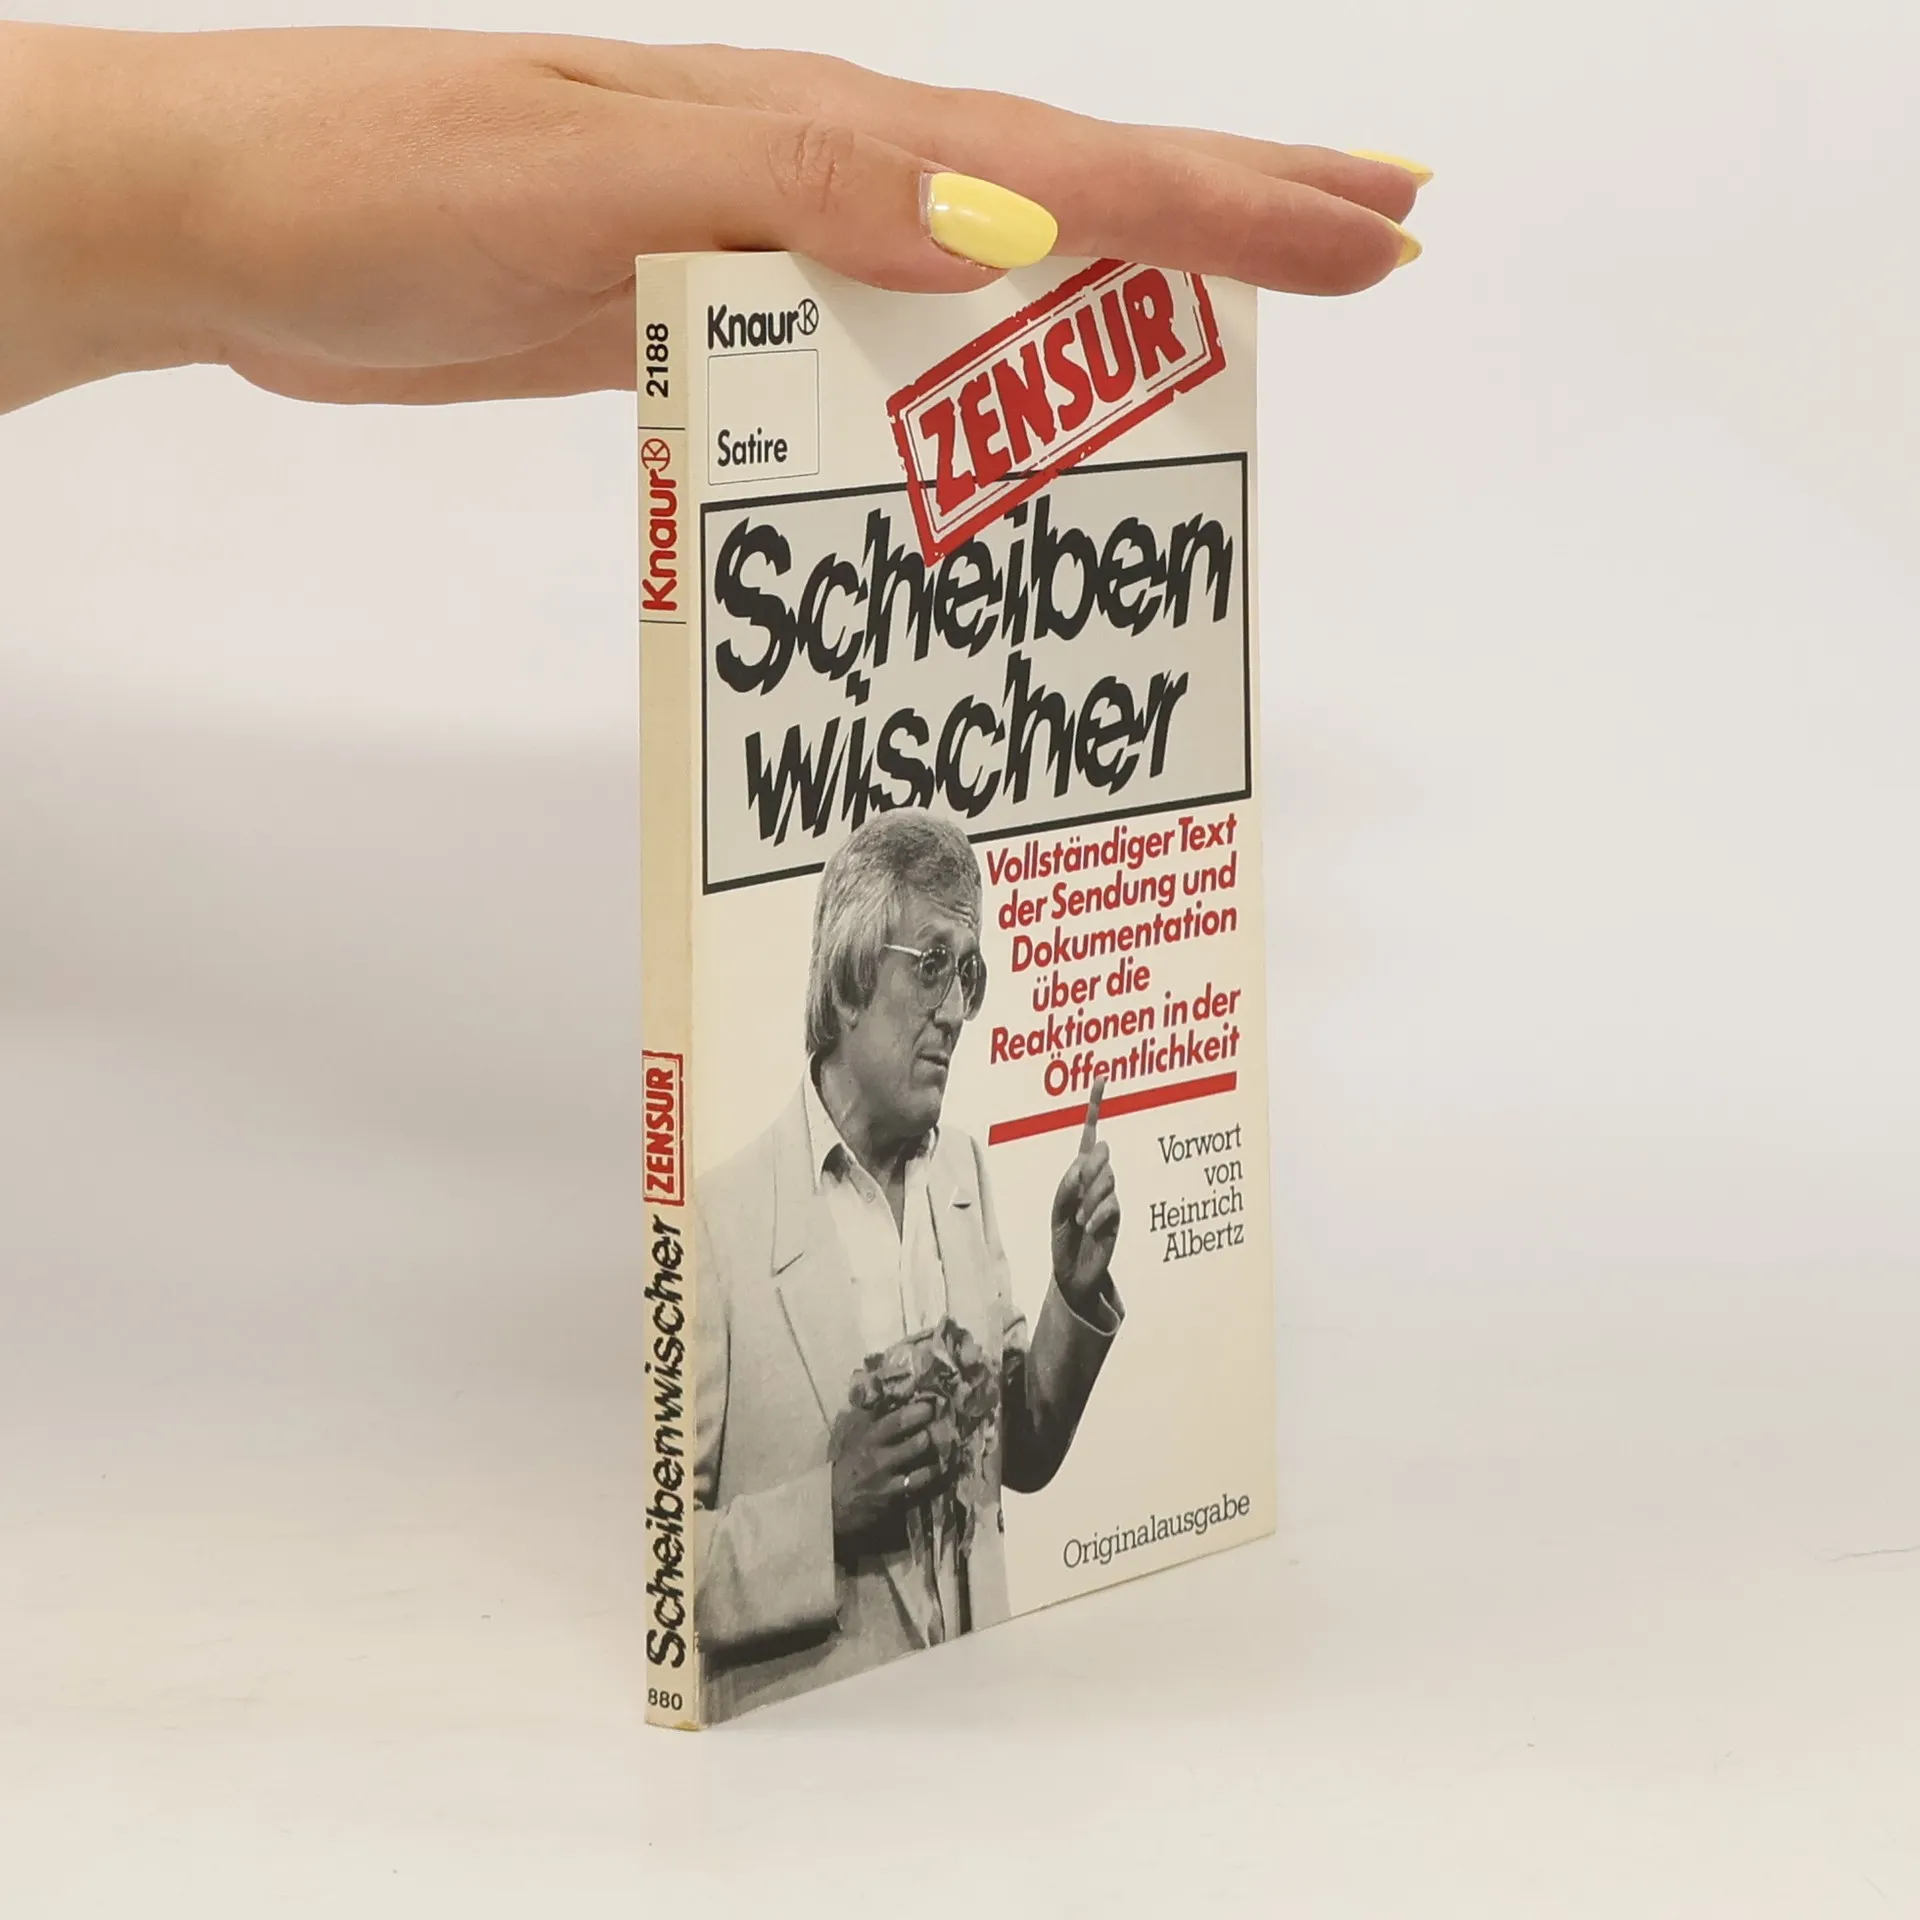 2188
Knaur
ZENSUR
Scheibenwischer
880
Knaur
Satire
ZENSUR
Scheiben
wischer
Vollständiger Text
der Sendung und
Dokumentation
über die
Reaktionen in der
Öffentlichkeit
Vorwort
von
Heinrich
Albertz
Originalausgabe